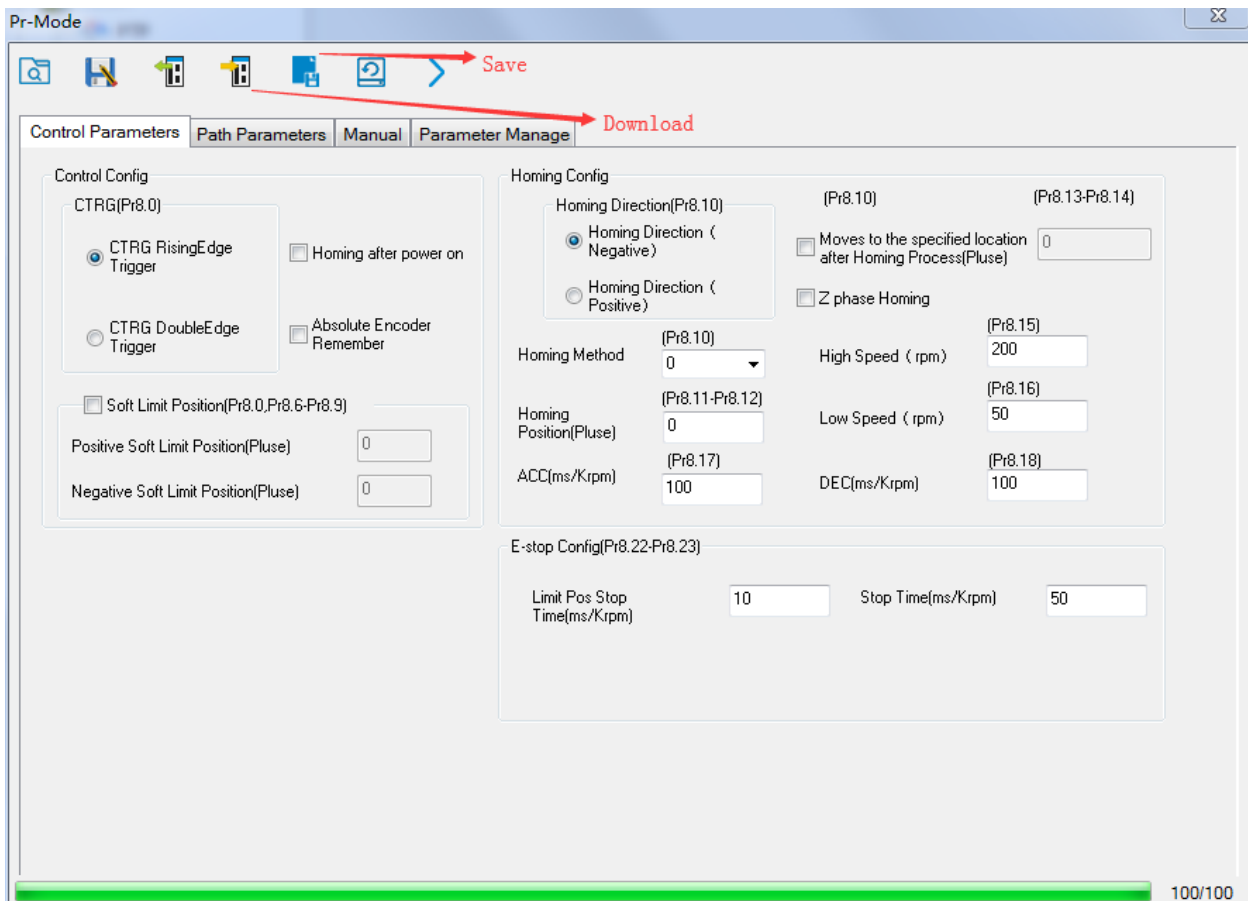 Pr-Mode
Save
Download
Control Parameters
Path Parameters
Manual
Parameter Manage
Control Config
CTRG(Pr8.0)
CTRG RisingEdge
Trigger
Homing after power on
CTRG DoubleEdge
Trigger
Absolute Encoder
Remember
Soft Limit Position(Pr8.0,Pr8.6-Pr8.9)
Positive Soft Limit Position(Pluse)
0
Negative Soft Limit Position(Pluse)
0
Homing Config
Homing Direction(Pr8.10)
Homing Direction (
Negative)
Homing Direction (
Positive)
(Pr8.10)
(Pr8.13-Pr8.14)
Moves to the specified location
after Homing Process(Pluse)
0
Z phase Homing
Homing Method
(Pr8.10)
0
High Speed ( rpm)
(Pr8.15)
200
Homing
Position(Pluse)
(Pr8.11-Pr8.12)
0
Low Speed ( rpm)
(Pr8.16)
50
ACC(ms/Krpm)
(Pr8.17)
100
DEC(ms/Krpm)
(Pr8.18)
100
E-stop Config(Pr8.22-Pr8.23)
Limit Pos Stop
Time(ms/Krpm)
10
Stop Time(ms/Krpm)
50
100/100